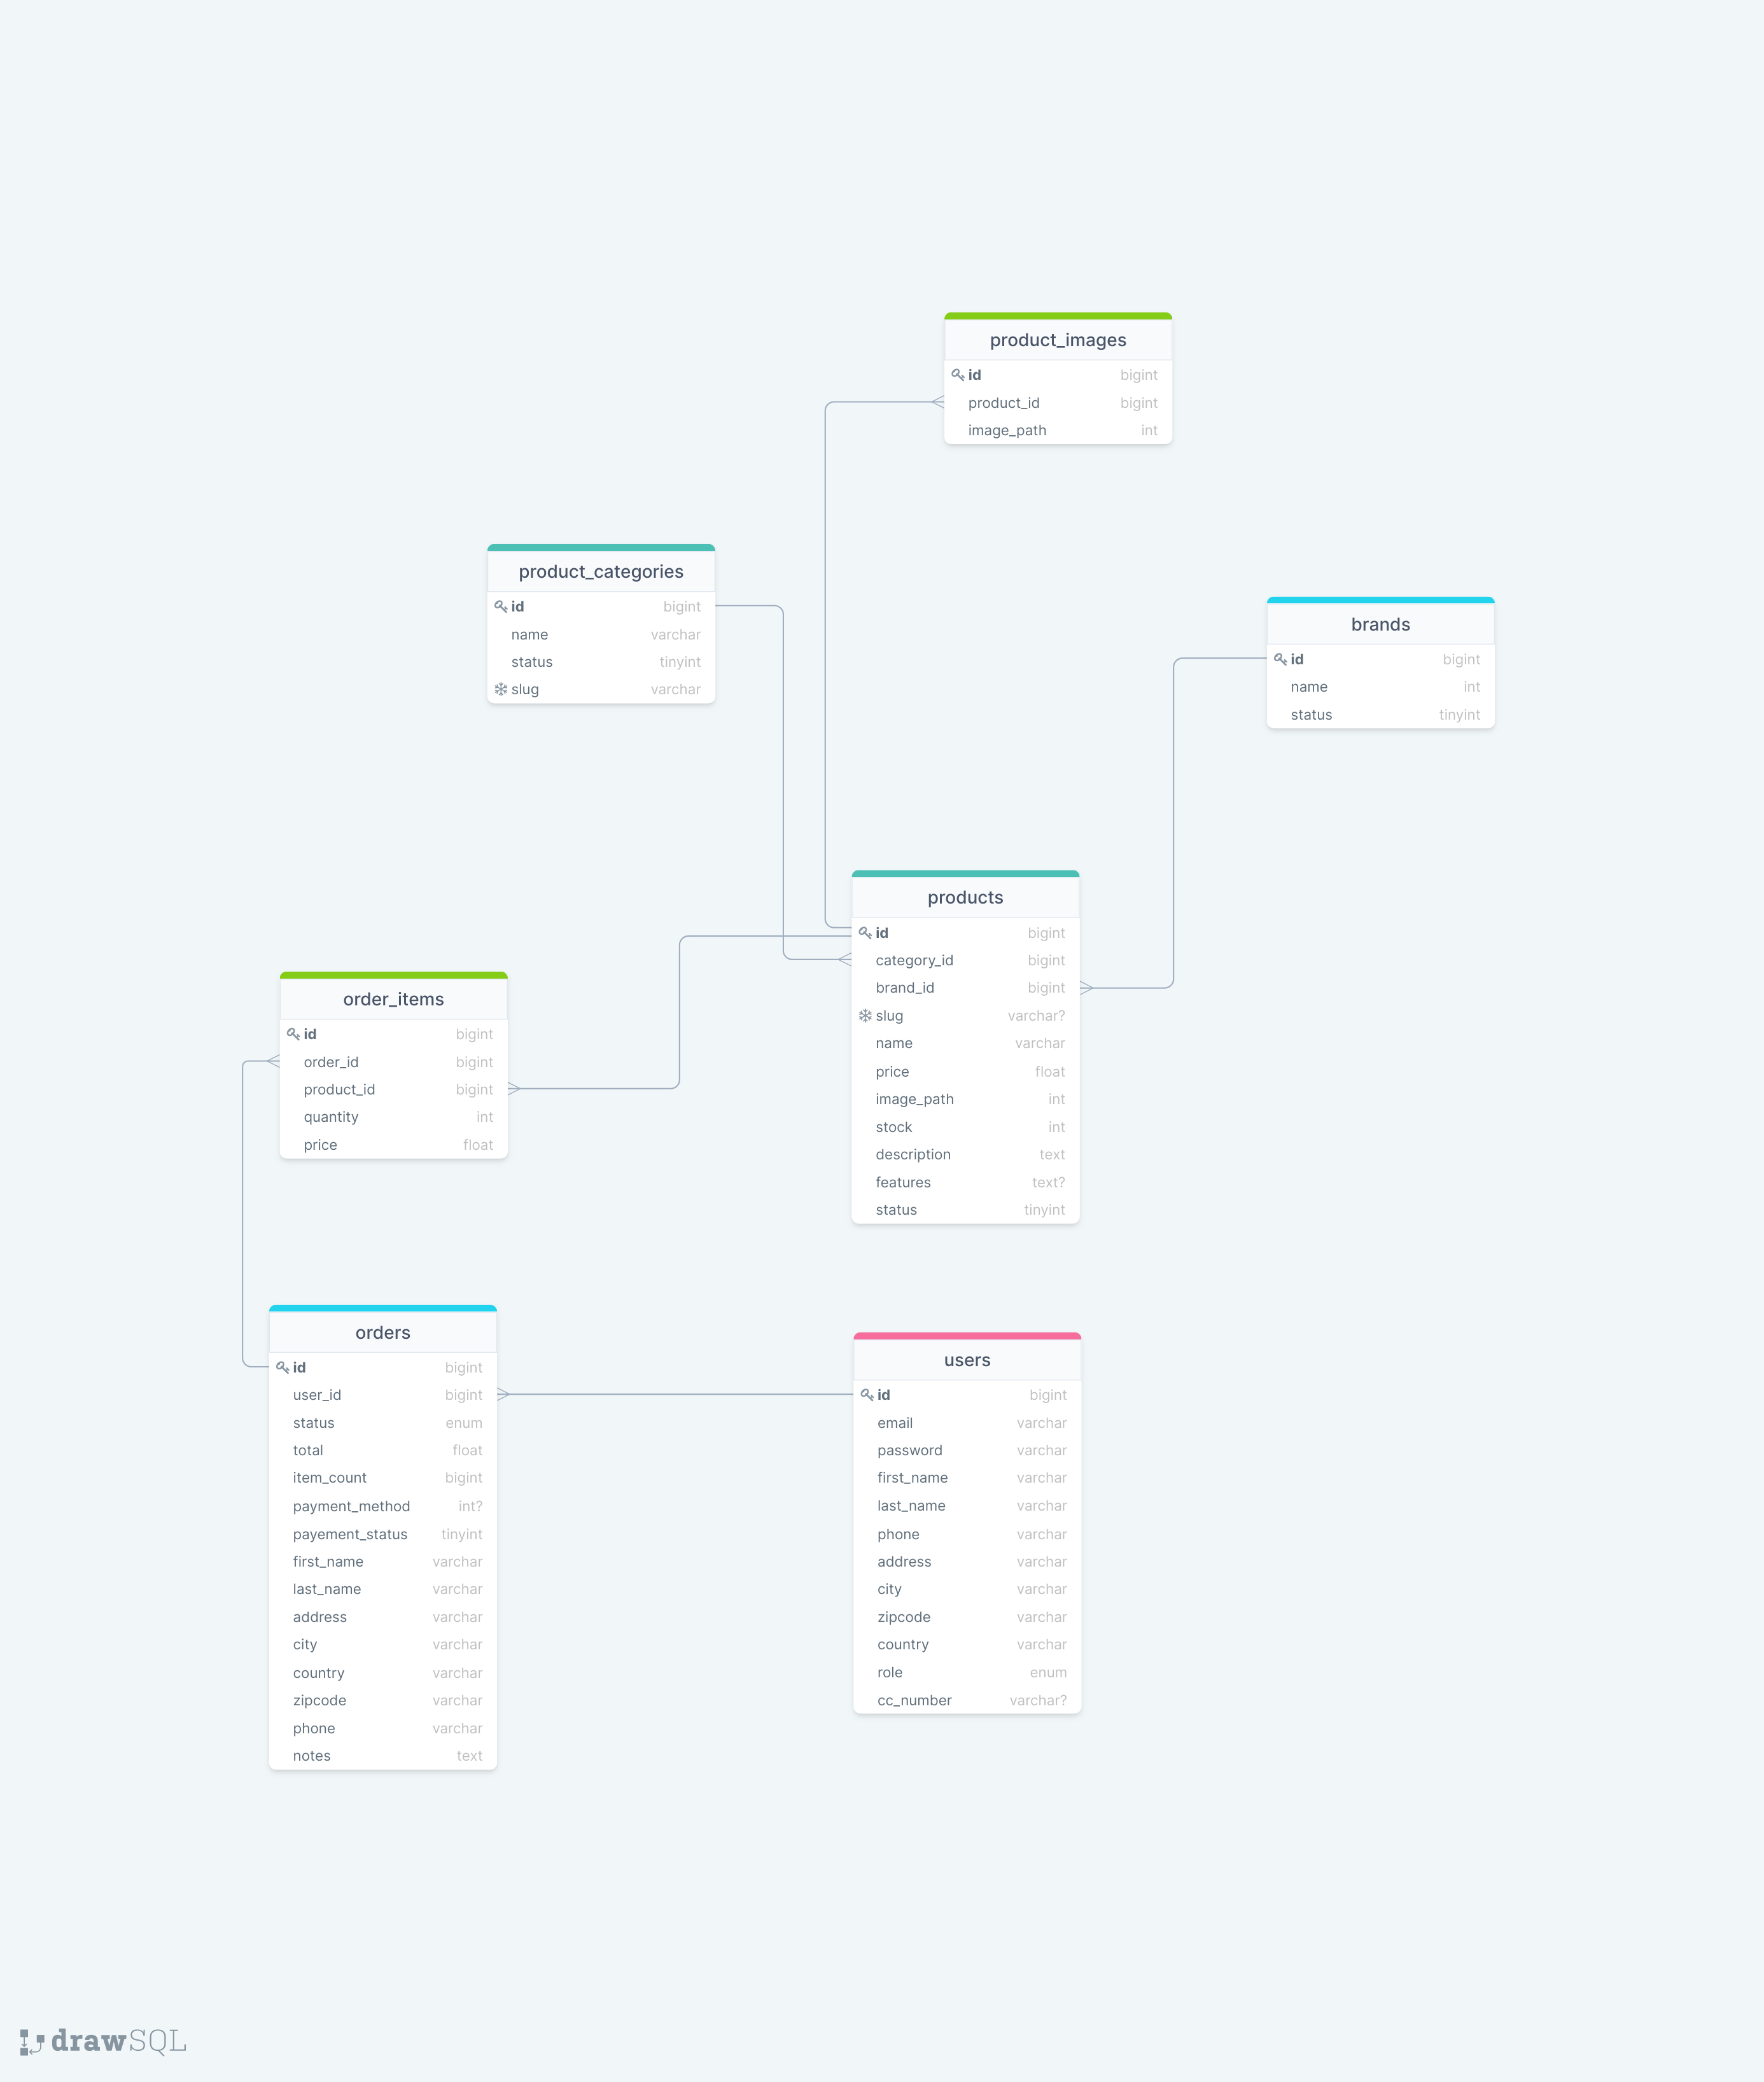 product_images
id bigint
product_id bigint
image_path int
product_categories
id bigint
name varchar
status tinyint
slug varchar
brands
id bigint
name int
status tinyint
products
id bigint
category_id bigint
brand_id bigint
slug varchar?
name varchar
price float
image_path int
stock int
description text
features text?
status tinyint
order_items
id bigint
order_id bigint
product_id bigint
quantity int
price float
orders
id bigint
user_id bigint
status enum
total float
item_count bigint
payment_method int?
payement_status tinyint
first_name varchar
last_name varchar
address varchar
city varchar
country varchar
zipcode varchar
phone varchar
notes text
users
id bigint
email varchar
password varchar
first_name varchar
last_name varchar
phone varchar
address varchar
city varchar
zipcode varchar
country varchar
role enum
cc_number varchar?
drawSQL